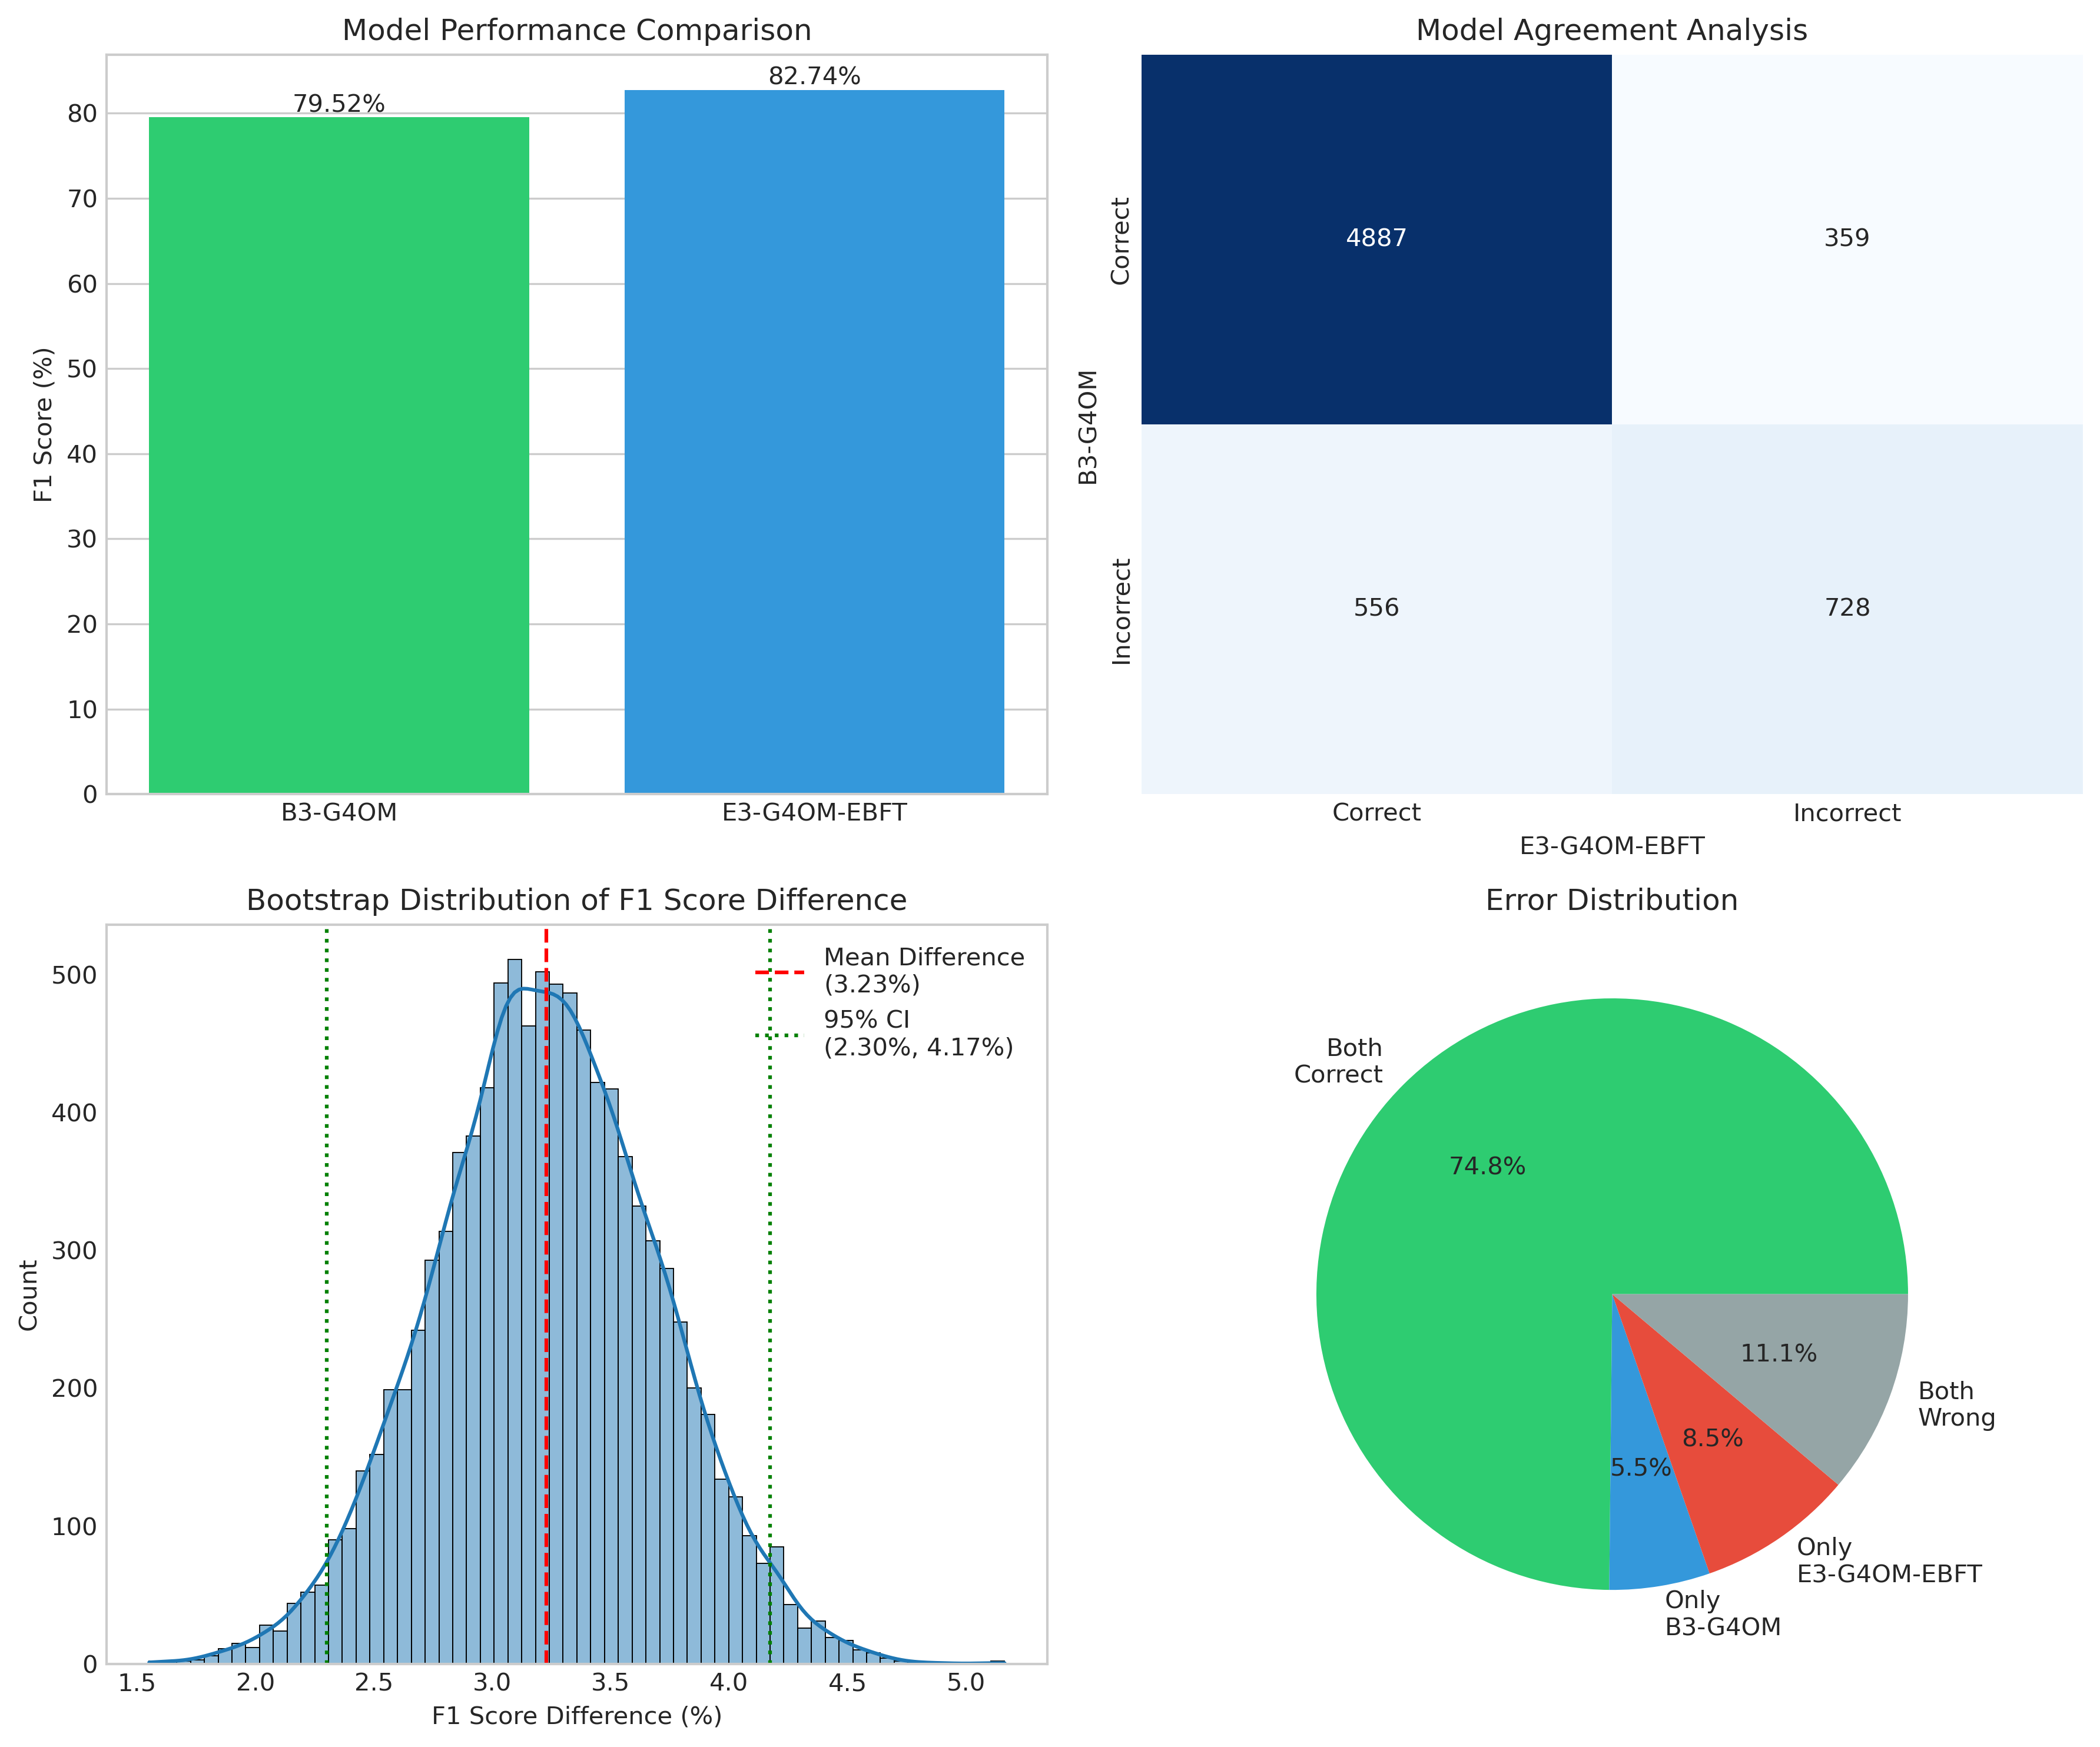 Model Performance Comparison
79.52%
82.74%
80
70
60
50
40
30
20
10
0
F1 Score (%)
B3-G4OM
E3-G4OM-EBFT
Model Agreement Analysis
B3-G4OM
Correct
Incorrect
4887
359
556
728
Correct
Incorrect
E3-G4OM-EBFT
Bootstrap Distribution of F1 Score Difference
Mean Difference
(3.23%)
95% CI
(2.30%, 4.17%)
500
400
300
200
100
0
Count
1.5
2.0
2.5
3.0
3.5
4.0
4.5
5.0
F1 Score Difference (%)
Error Distribution
Both
Correct
74.8%
11.1%
Both
Wrong
8.5%
5.5%
Only
E3-G4OM-EBFT
Only
B3-G4OM